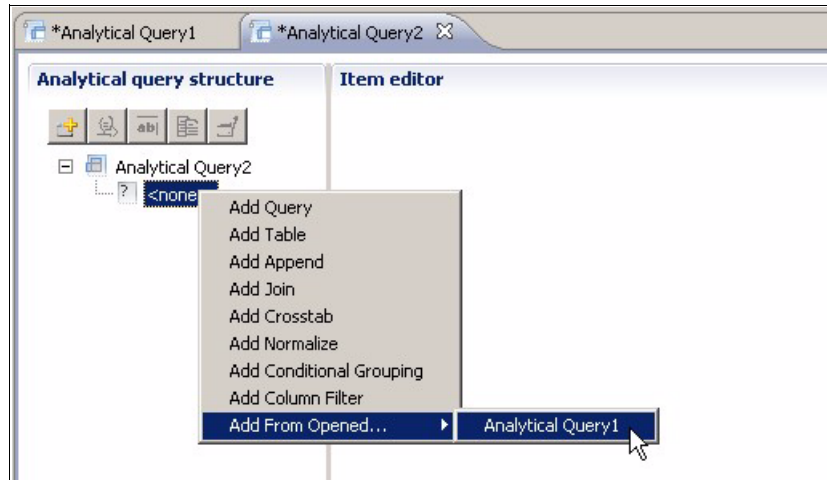 *Analytical Query1 *Analytical Query2
Analytical query structure Item editor
ab|
Analytical Query2
? <none
Add Query
Add Table
Add Append
Add Join
Add Crosstab
Add Normalize
Add Conditional Grouping
Add Column Filter
Add From Opened... Analytical Query1